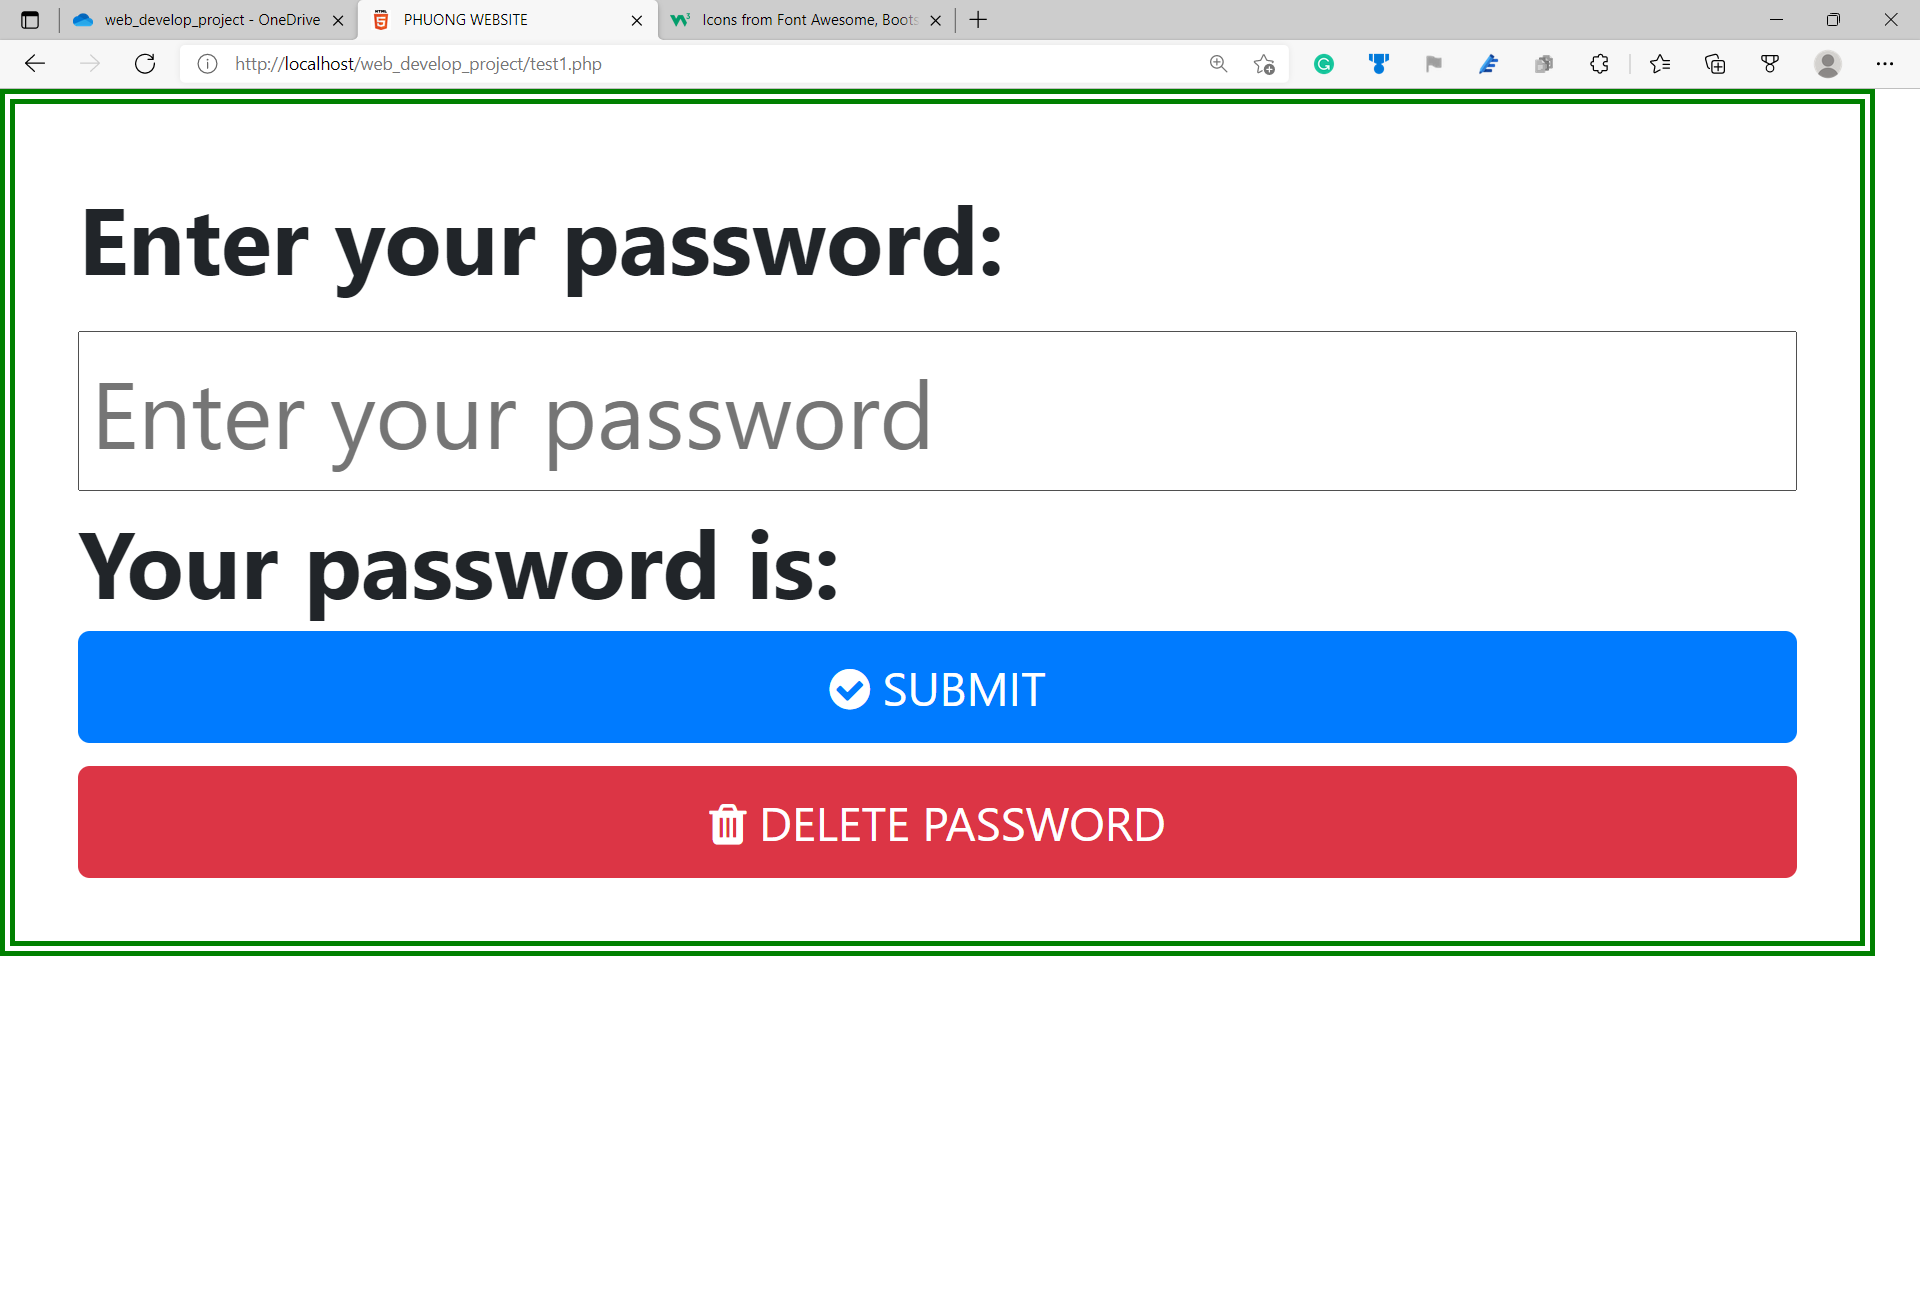 web_develop_project - OneDrive
PHUONG WEBSITE
Icons from Font Awesome, Boots
http://localhost/web_develop_project/test1.php
Enter your password:
Enter your password
Your password is:
SUBMIT
DELETE PASSWORD